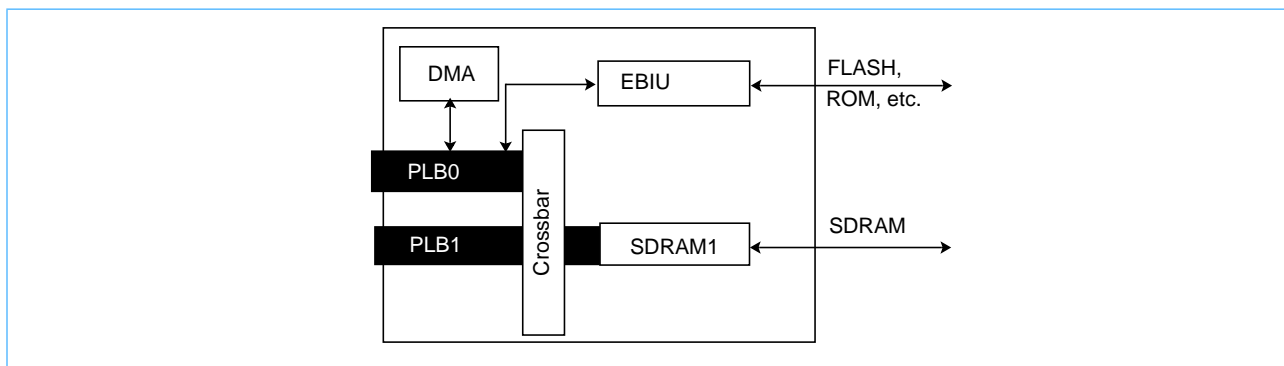 DMA
EBIU
FLASH,
ROM, etc.
PLB0
Crossbar
PLB1
SDRAM1
SDRAM